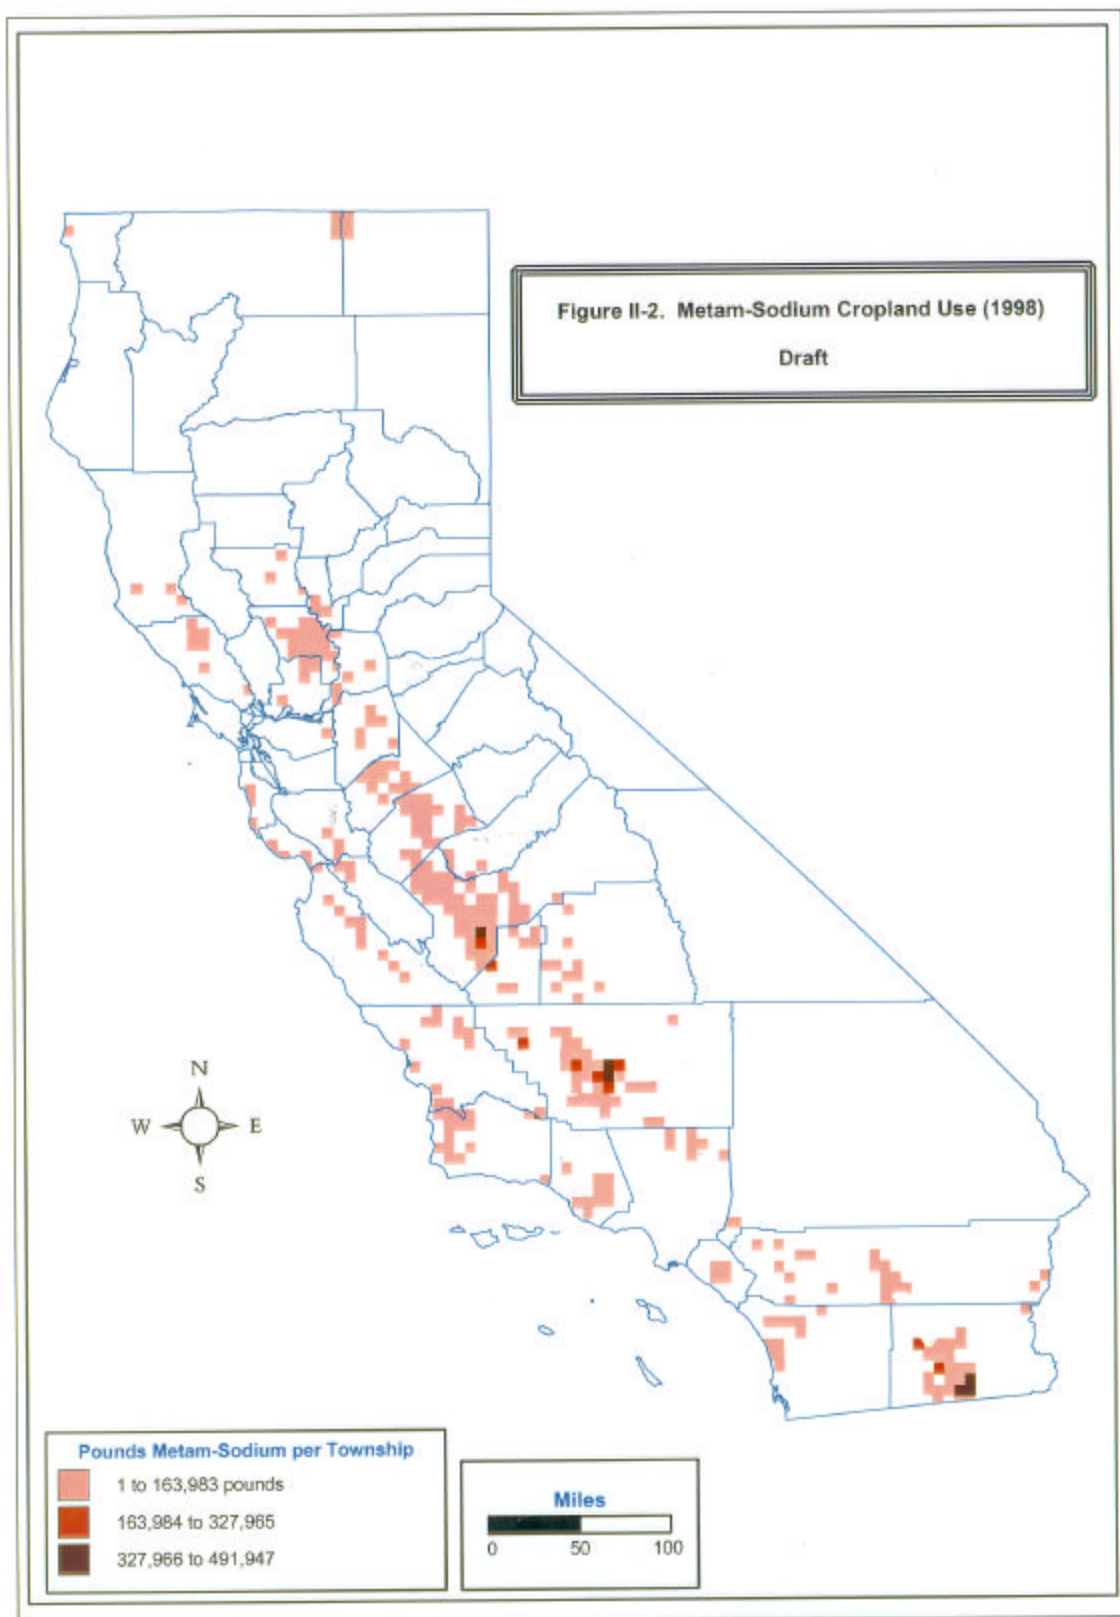 Figure II-2. Metam-Sodium Cropland Use (1998)
Draft
N
W
E
S
Pounds Metam-Sodium per Township
1 to 163,983 pounds
163,984 to 327,965
327,966 to 491,947
Miles
0 50 100